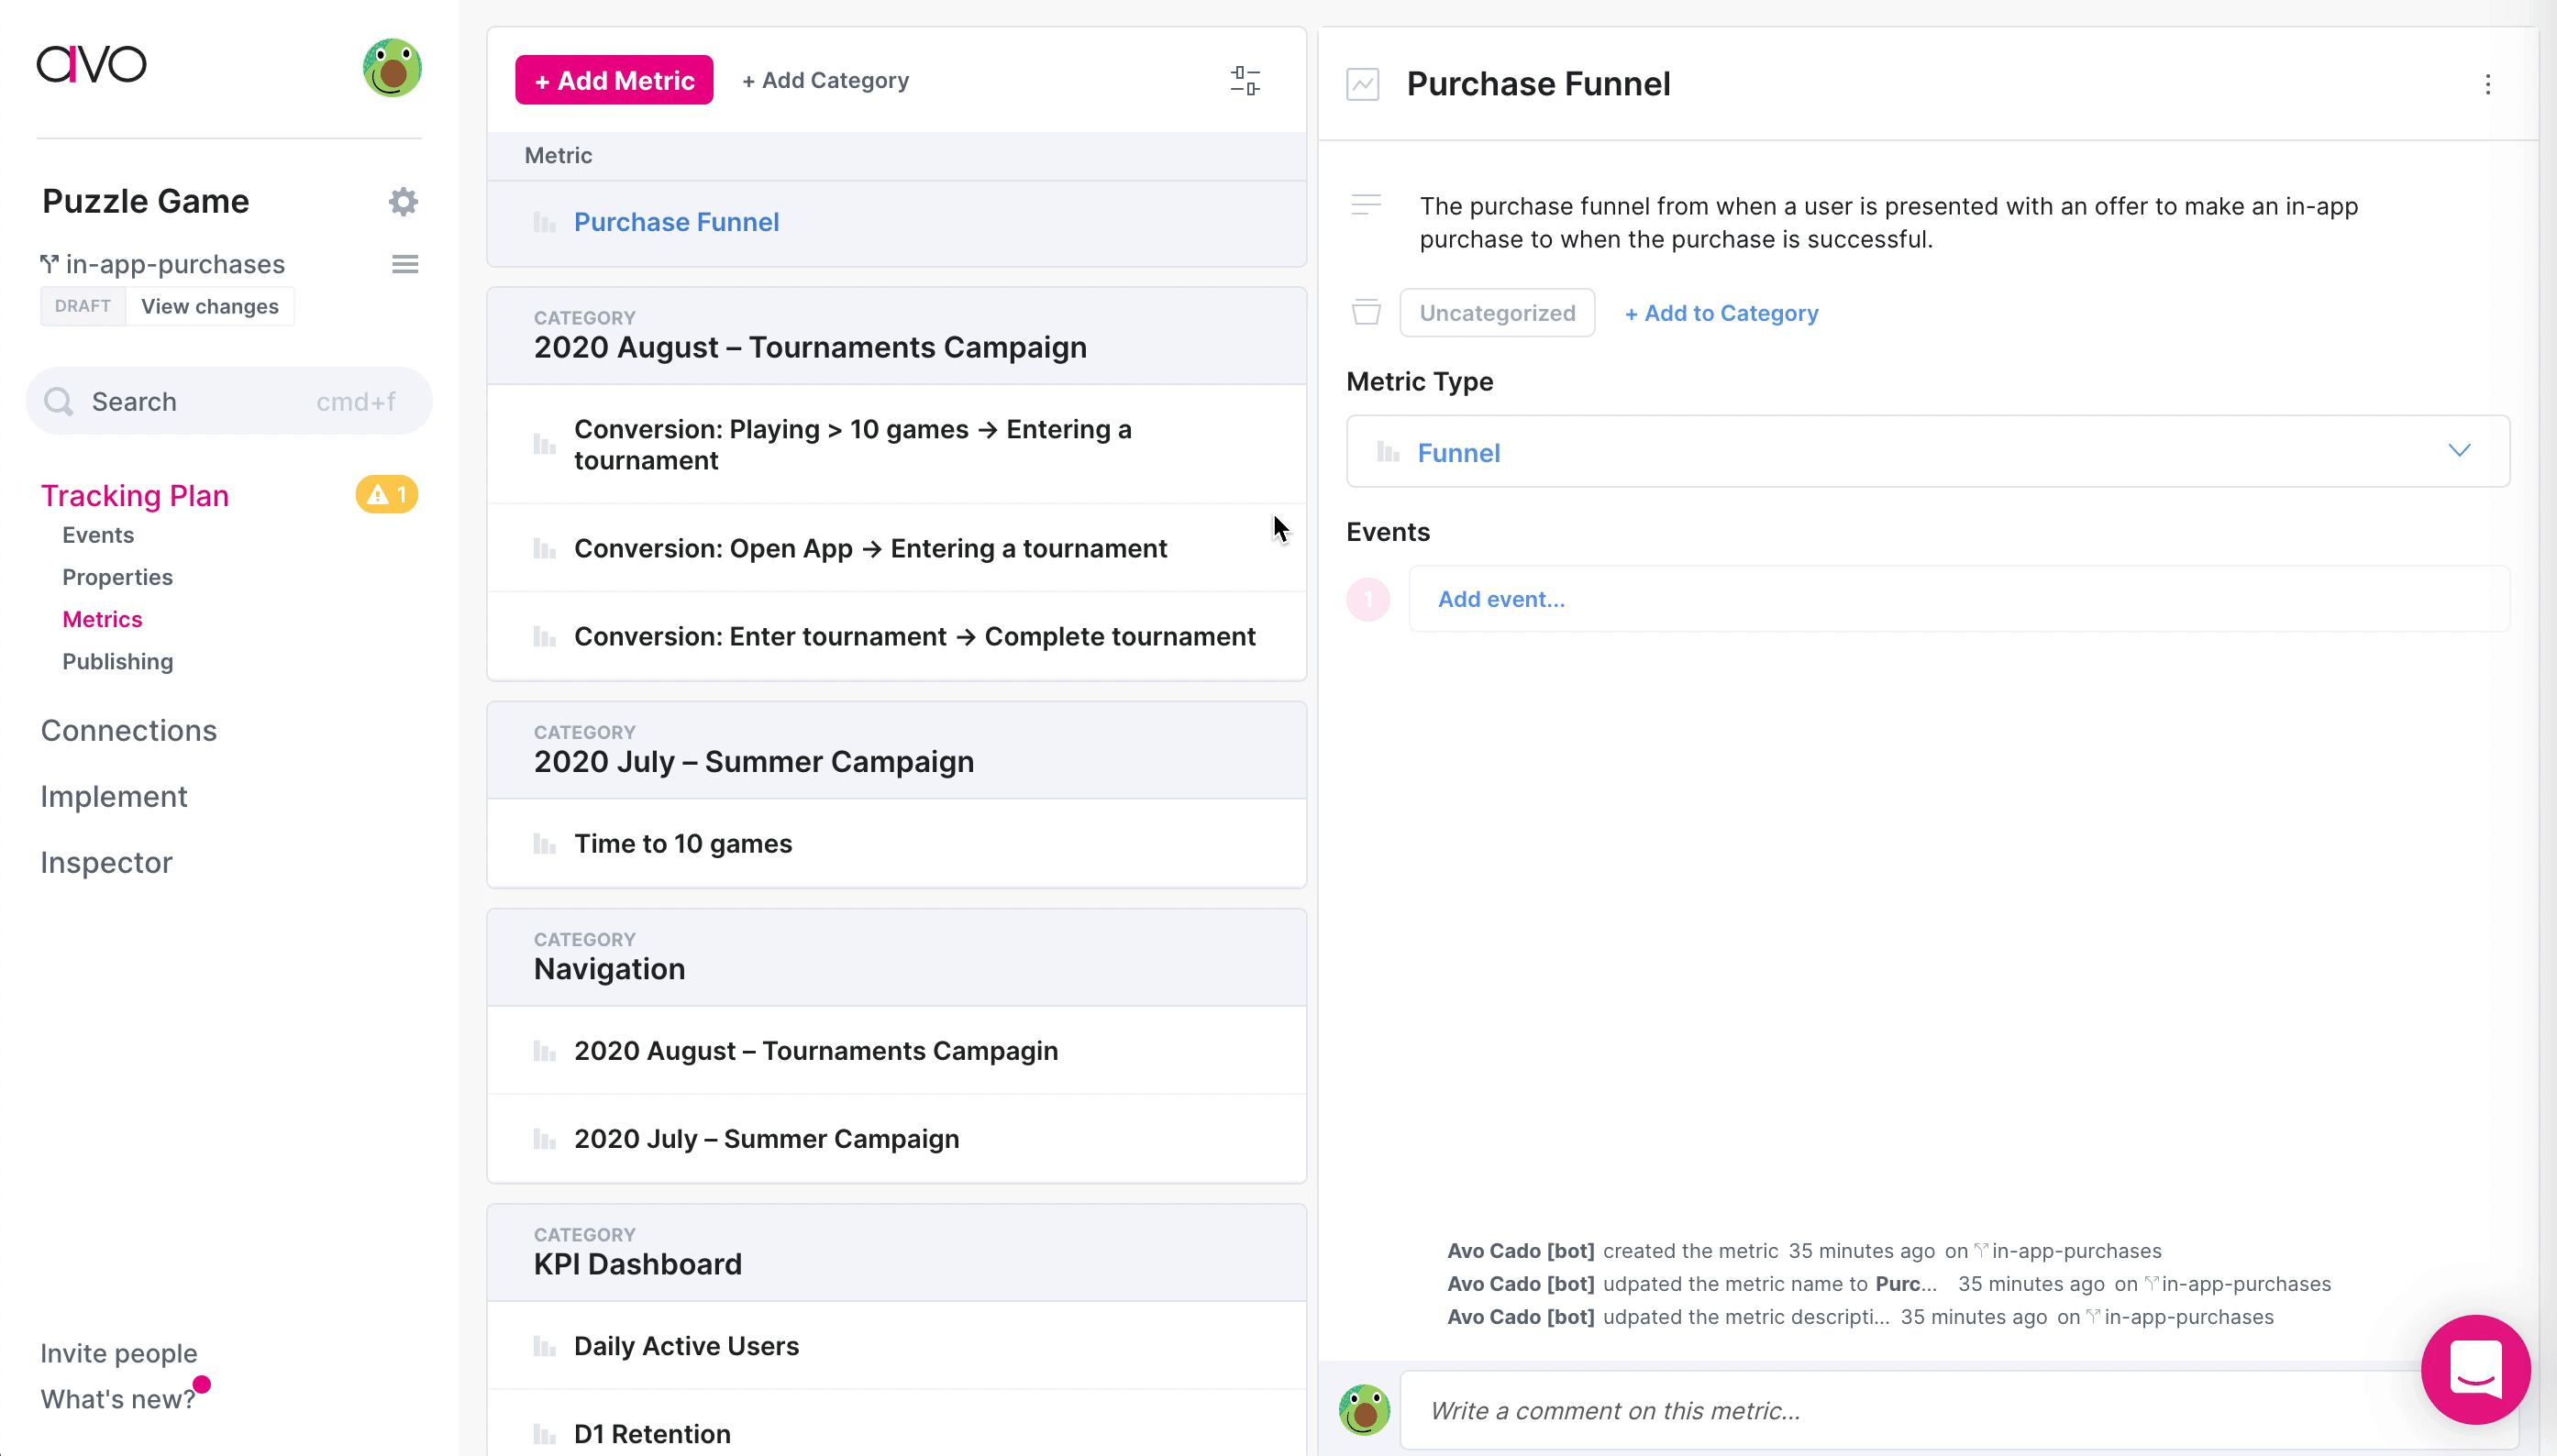 avo
Puzzle Game
in-app-purchases
DRAFT View changes
Search cmd+f
Tracking Plan 1
Events
Properties
Metrics
Publishing
Connections
Implement
Inspector
Invite people
What's new?
+ Add Metric + Add Category
Metric
Purchase Funnel
CATEGORY
2020 August – Tournaments Campaign
Conversion: Playing > 10 games → Entering a
tournament
Conversion: Open App → Entering a tournament
Conversion: Enter tournament → Complete tournament
CATEGORY
2020 July – Summer Campaign
Time to 10 games
CATEGORY
Navigation
2020 August – Tournaments Campagin
2020 July – Summer Campaign
CATEGORY
KPI Dashboard
Daily Active Users
D1 Retention
Purchase Funnel
The purchase funnel from when a user is presented with an offer to make an in-app
purchase to when the purchase is successful.
Uncategorized + Add to Category
Metric Type
Funnel
Events
1 Add event...
Avo Cado [bot] created the metric 35 minutes ago on in-app-purchases
Avo Cado [bot] udpated the metric name to Purc... 35 minutes ago on in-app-purchases
Avo Cado [bot] udpated the metric descripti... 35 minutes ago on in-app-purchases
Write a comment on this metric...